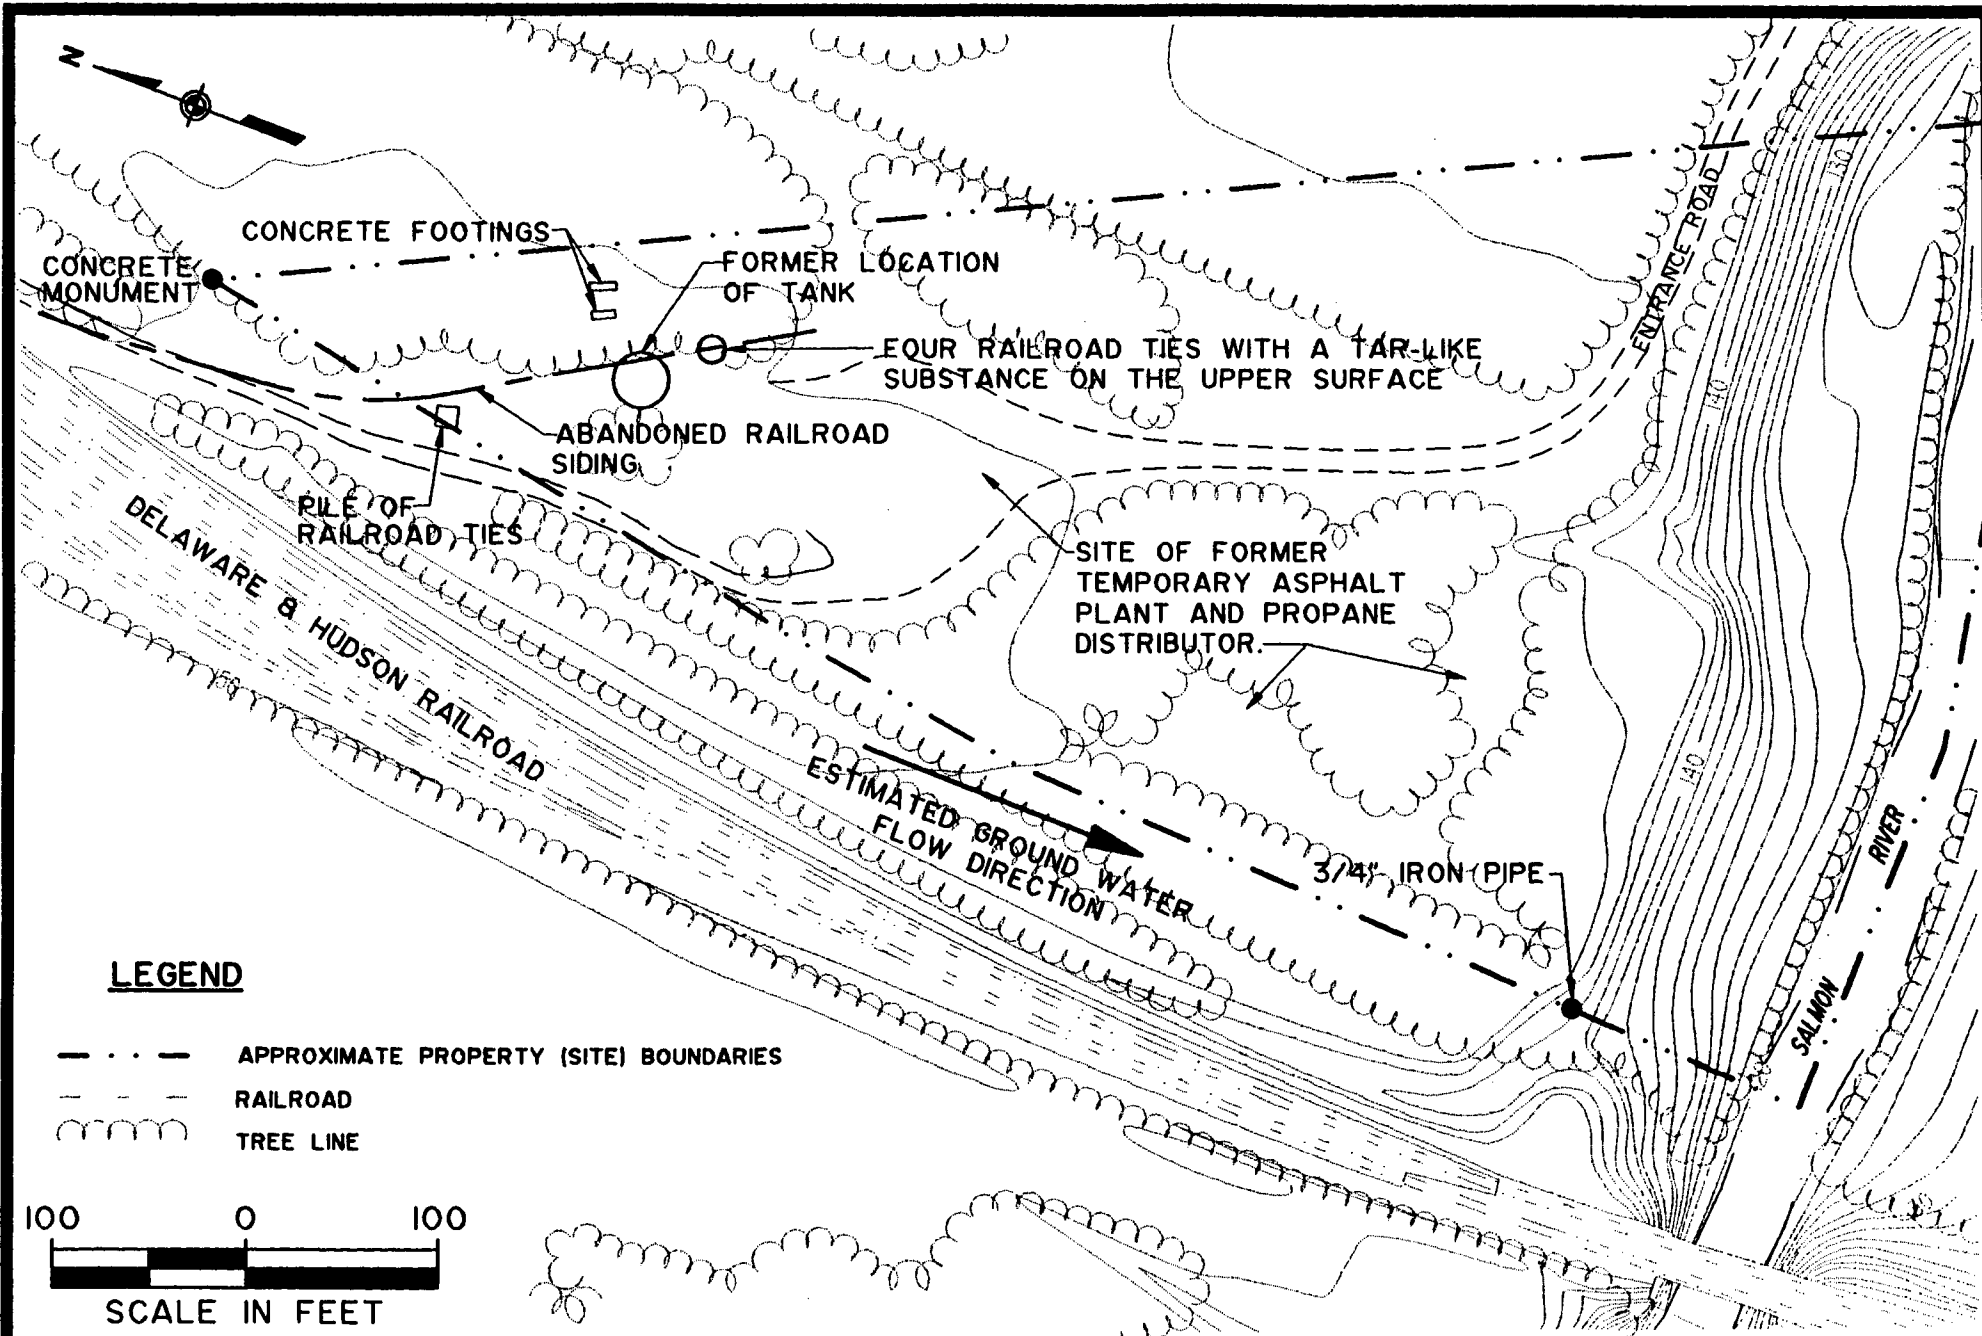 N
CONCRETE FOOTINGS
CONCRETE
MONUMENT
FORMER LOCATION
OF TANK
FOUR RAILROAD TIES WITH A TAR-LIKE
SUBSTANCE ON THE UPPER SURFACE
ENTRANCE ROAD
130
140
ABANDONED RAILROAD
SIDING
PILE OF
RAILROAD TIES
DELAWARE & HUDSON RAILROAD
SITE OF FORMER
TEMPORARY ASPHALT
PLANT AND PROPANE
DISTRIBUTOR.
140
ESTIMATED GROUND WATER
FLOW DIRECTION
3/4" IRON PIPE
SALMON RIVER
LEGEND
APPROXIMATE PROPERTY (SITE) BOUNDARIES
RAILROAD
TREE LINE
100 0 100
SCALE IN FEET